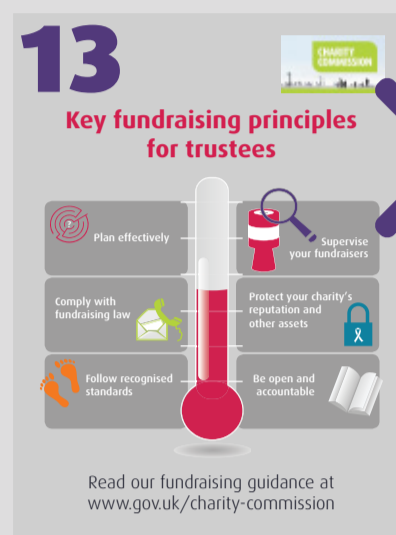 13
CHARITY
COMMISSION
Key fundraising principles
for trustees
Plan effectively
Supervise
your fundraisers
Comply with
fundraising law
Protect your charity's
reputation and
other assets
Follow recognised
standards
Be open and
accountable
Read our fundraising guidance at
www.gov.uk/charity-commission